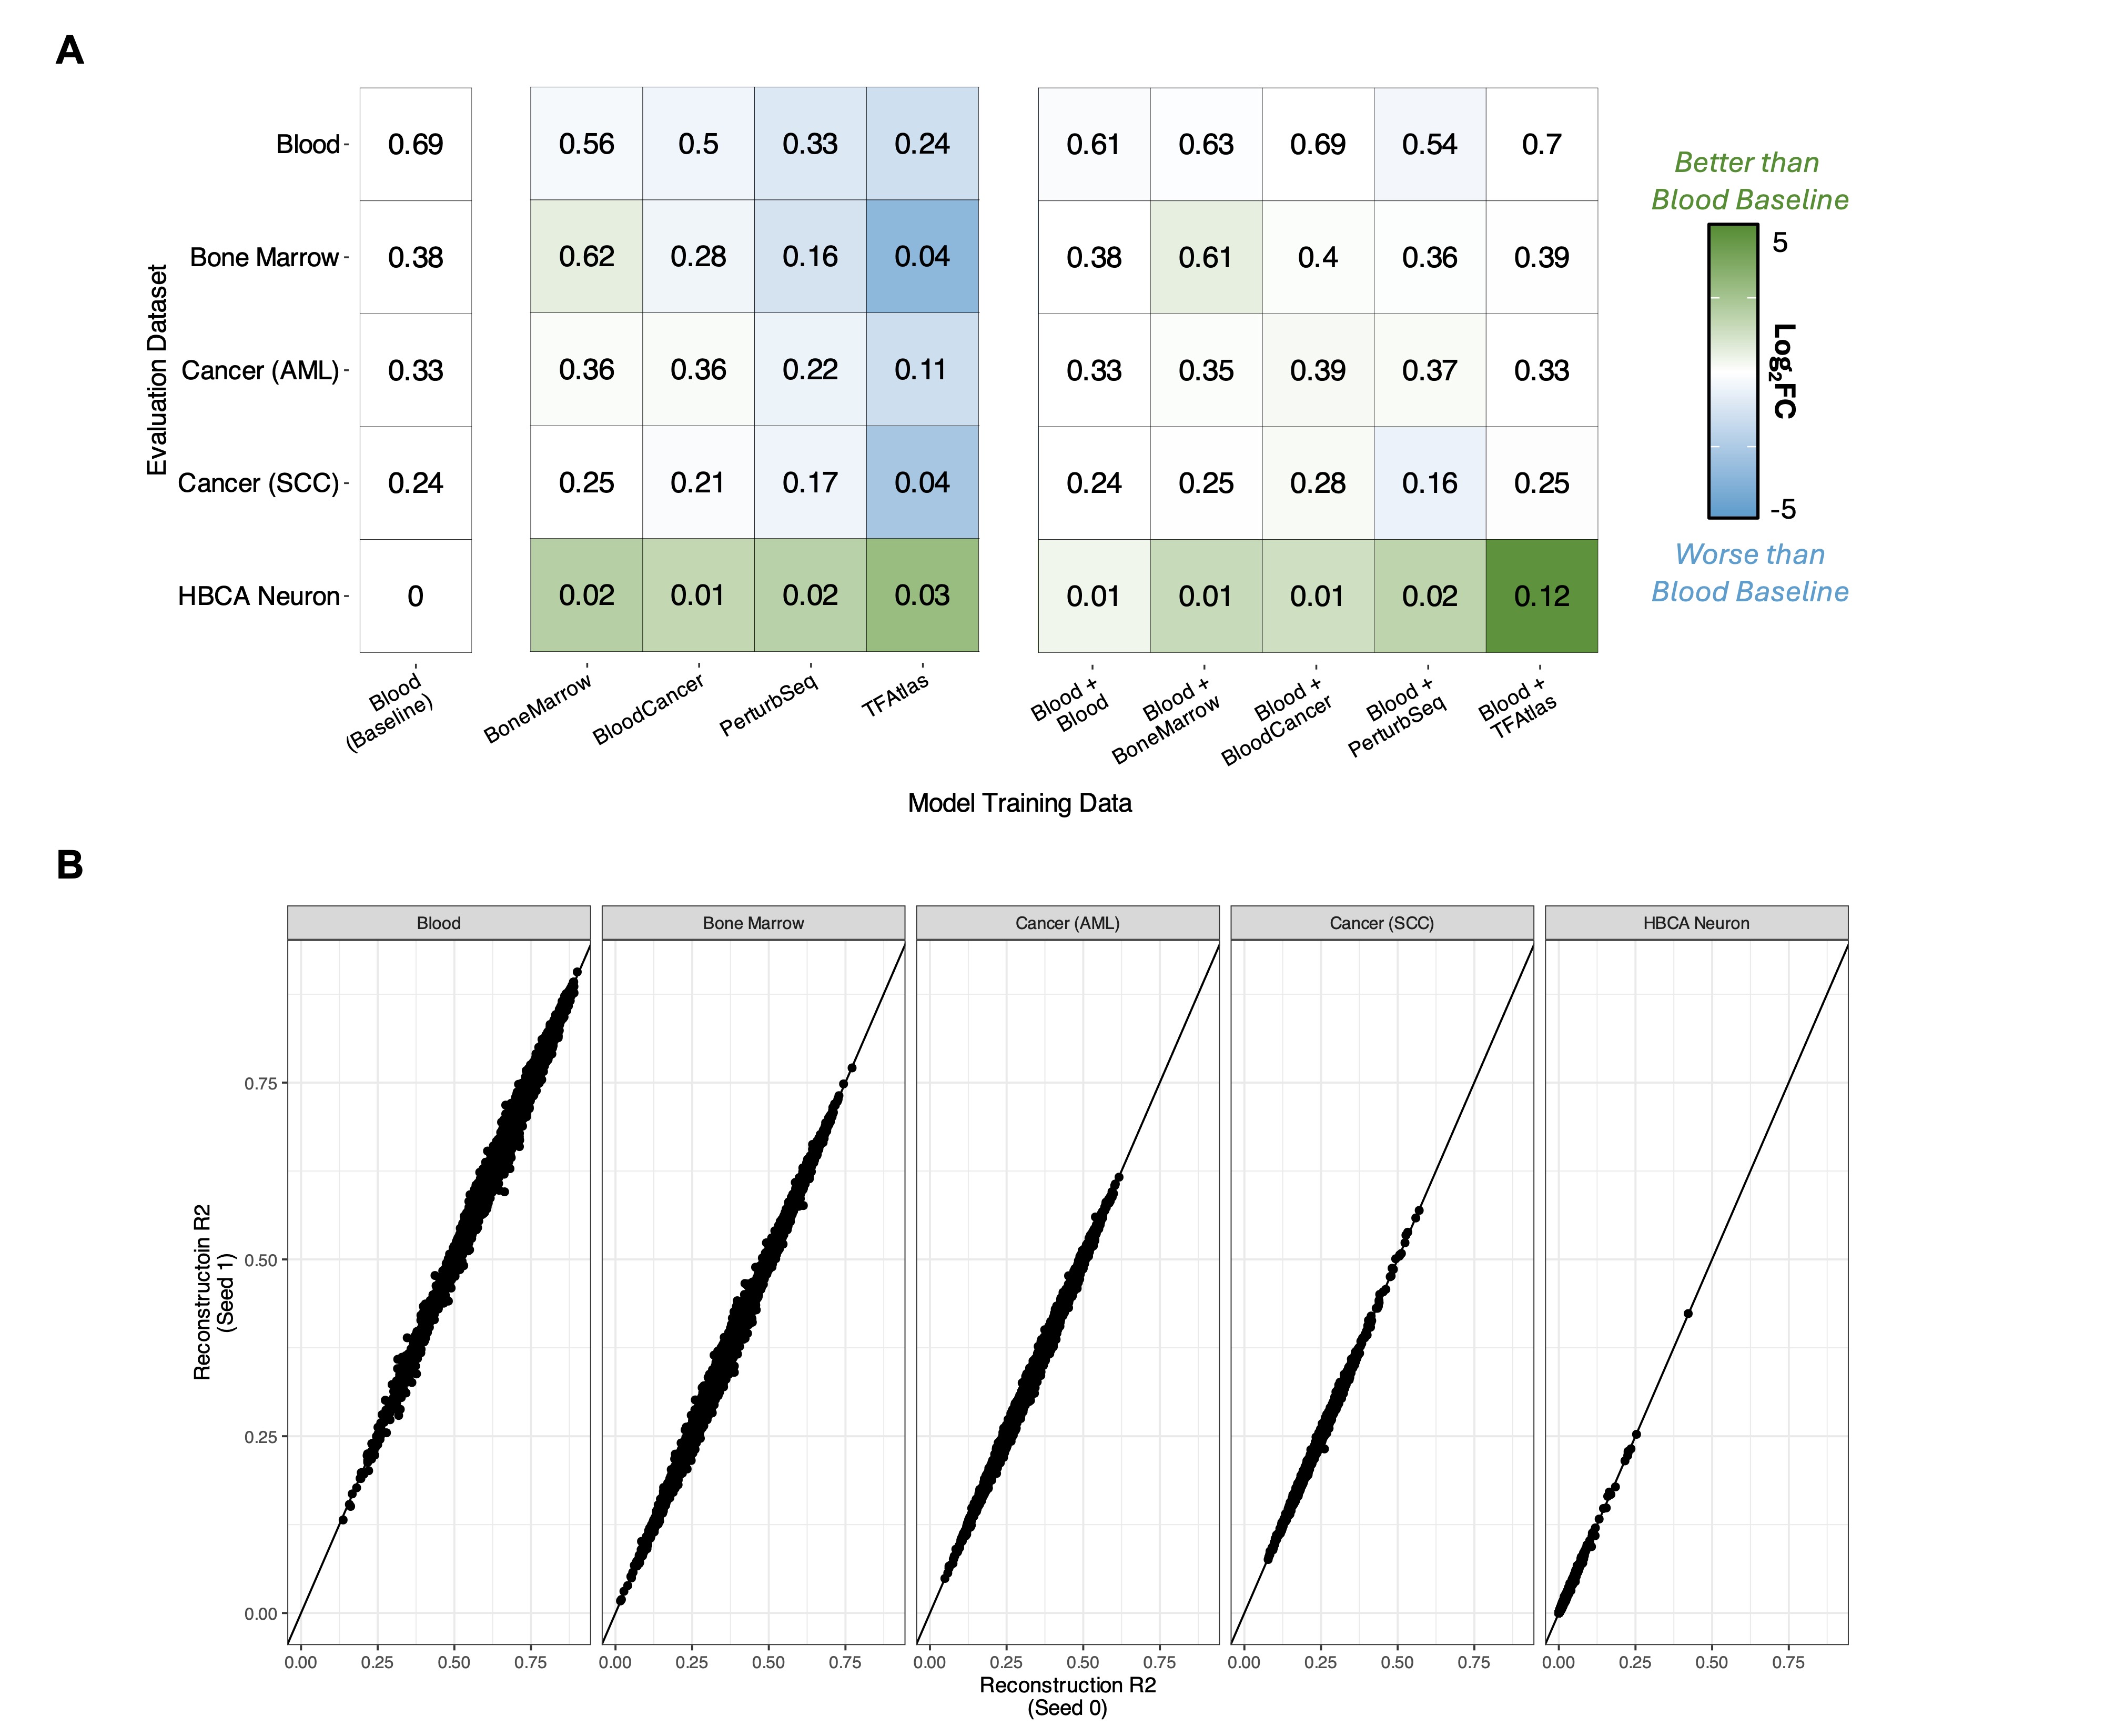 A
Evaluation Dataset
Blood
Bone Marrow
Cancer (AML)
Cancer (SCC)
HBCA Neuron
0.69
0.38
0.33
0.24
0
0.56 0.5 0.33 0.24
0.62 0.28 0.16 0.04
0.36 0.36 0.22 0.11
0.25 0.21 0.17 0.04
0.02 0.01 0.02 0.03
0.61 0.63 0.69 0.54 0.7
0.38 0.61 0.4 0.36 0.39
0.33 0.35 0.39 0.37 0.33
0.24 0.25 0.28 0.16 0.25
0.01 0.01 0.01 0.02 0.12
Blood
(Baseline)
BoneMarrow
BloodCancer
PerturbSeq
TFAtlas
Blood +
Blood
Blood +
BoneMarrow
Blood +
BloodCancer
Blood +
PerturbSeq
Blood +
TFAtlas
Model Training Data
Better than
Blood Baseline
5
Log₂FC
-5
Worse than
Blood Baseline
B
Blood
Bone Marrow
Cancer (AML)
Cancer (SCC)
HBCA Neuron
Reconstructoin R2
(Seed 1)
0.75
0.50
0.25
0.00
0.00 0.25 0.50 0.75
0.00 0.25 0.50 0.75
0.00 0.25 0.50 0.75
0.00 0.25 0.50 0.75
0.00 0.25 0.50 0.75
Reconstruction R2
(Seed 0)